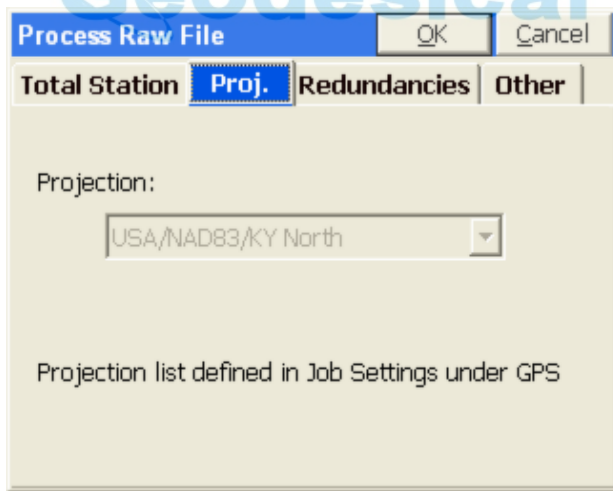 Geodesical
Process Raw File OK Cancel
Total Station Proj. Redundancies Other
Projection:
USA/NAD83/KY North
Projection list defined in Job Settings under GPS